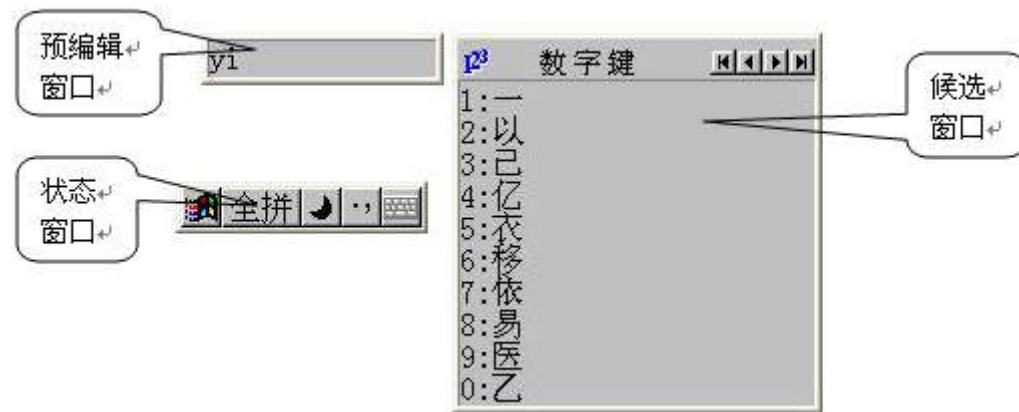 预编辑
窗口
yi
状态
窗口
全拼
数字鍵
1:一
2:以
3:已
4:亿
5:衣
6:移
7:依
8:易
9:医
0:乙
候选
窗口